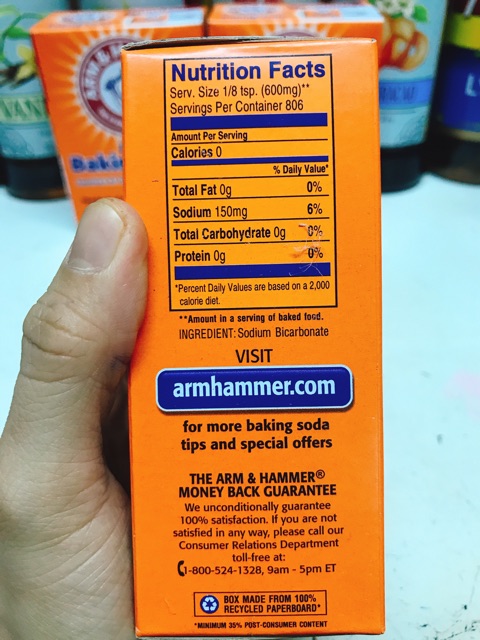 Nutrition Facts
Serv. Size 1/8 tsp. (600mg)**
Servings Per Container 806
Amount Per Serving
Calories 0
% Daily Value*
Total Fat 0g 0%
Sodium 150mg 6%
Total Carbohydrate 0g 0%
Protein 0g 0%
*Percent Daily Values are based on a 2,000
calorie diet.
**Amount in a serving of baked food.
INGREDIENT: Sodium Bicarbonate
VISIT
armhammer.com
for more baking soda
tips and special offers
THE ARM & HAMMER®
MONEY BACK GUARANTEE
We unconditionally guarantee
100% satisfaction. If you are not
satisfied in any way, please call our
Consumer Relations Department
toll-free at:
1-800-524-1328, 9am - 5pm ET
BOX MADE FROM 100%
RECYCLED PAPERBOARD*
*MINIMUM 35% POST-CONSUMER CONTENT
ARM & H
Baki
VAN